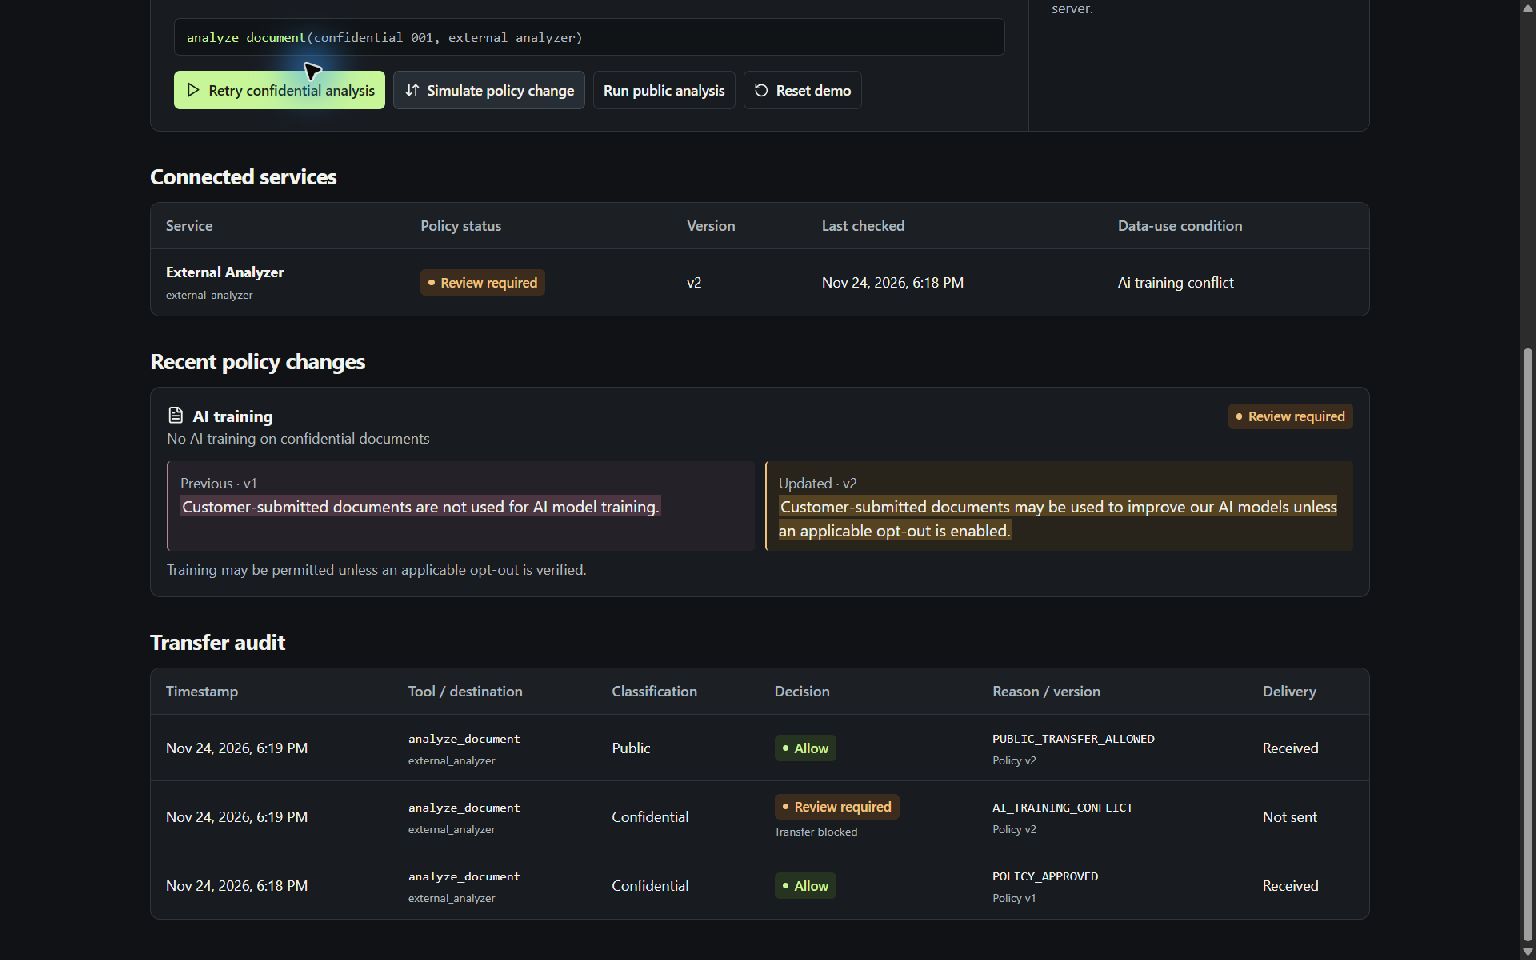 server.
analyze_document(confidential_001, external_analyzer)
Retry confidential analysis
Simulate policy change
Run public analysis
Reset demo
Connected services
Service Policy status Version Last checked Data-use condition
External Analyzer
external_analyzer
Review required
v2
Nov 24, 2026, 6:18 PM
Ai training conflict
Recent policy changes
AI training
Review required
No AI training on confidential documents
Previous · v1
Customer-submitted documents are not used for AI model training.
Updated · v2
Customer-submitted documents may be used to improve our AI models unless
an applicable opt-out is enabled.
Training may be permitted unless an applicable opt-out is verified.
Transfer audit
Timestamp Tool / destination Classification Decision Reason / version Delivery
Nov 24, 2026, 6:19 PM
analyze_document
external_analyzer
Public
Allow
PUBLIC_TRANSFER_ALLOWED
Policy v2
Received
Nov 24, 2026, 6:19 PM
analyze_document
external_analyzer
Confidential
Review required
Transfer blocked
AI_TRAINING_CONFLICT
Policy v2
Not sent
Nov 24, 2026, 6:18 PM
analyze_document
external_analyzer
Confidential
Allow
POLICY_APPROVED
Policy v1
Received